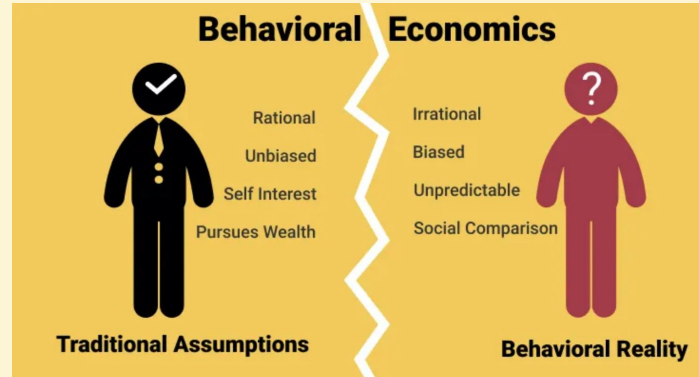 Behavioral Economics
Rational
Unbiased
Self Interest
Pursues Wealth
Traditional Assumptions
?
Irrational
Biased
Unpredictable
Social Comparison
Behavioral Reality